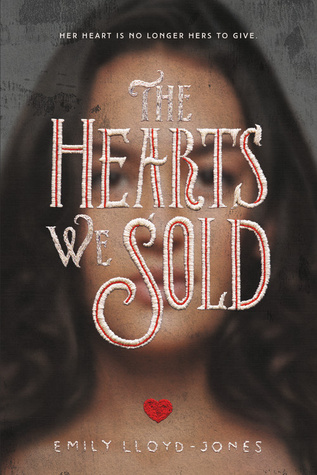 HER HEART IS NO LONGER HERS TO GIVE.
THE
HEARTS
WE
SOLD
EMILY LLOYD-JONES